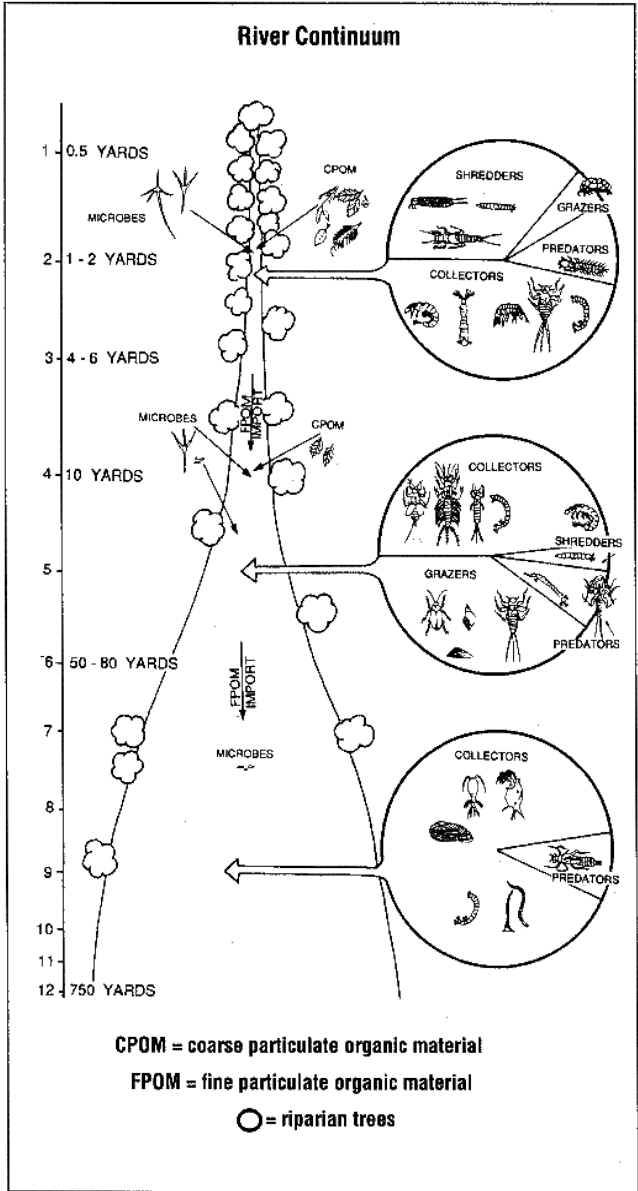 River Continuum
1 0.5 YARDS
CPOM
MICROBES
SHREDDERS
GRAZERS
PREDATORS
COLLECTORS
2 1 - 2 YARDS
3 4 - 6 YARDS
FPOM
IMPORT
MICROBES
CPOM
4 10 YARDS
COLLECTORS
SHREDDERS
GRAZERS
PREDATORS
5
6 50 - 80 YARDS
FPOM
IMPORT
7
MICROBES
COLLECTORS
PREDATORS
8
9
10
11
12 750 YARDS
CPOM = coarse particulate organic material
FPOM = fine particulate organic material
= riparian trees